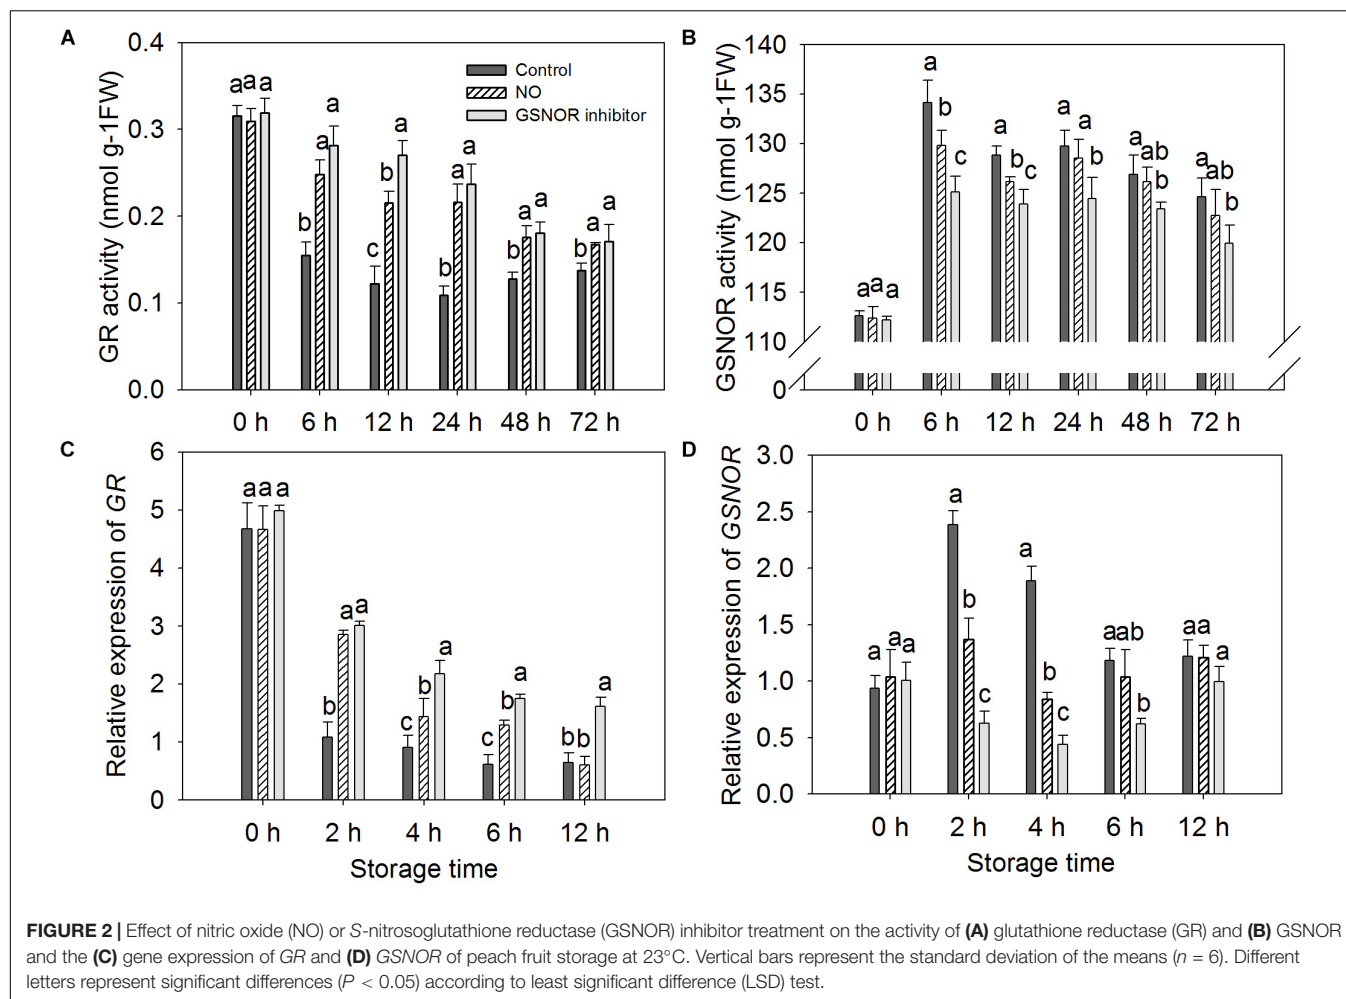 A
0.4
0.3
0.2
0.1
0.0
GR activity (nmol g-1FW)
Control
NO
GSNOR inhibitor
a a a
b a a
c b a
b a a
b a a
b a a
0 h 6 h 12 h 24 h 48 h 72 h
B
140
135
130
125
120
115
110
0
GSNOR activity (nmol g-1FW)
a a a
a b c
a b c
a a b
a ab b
a ab b
0 h 6 h 12 h 24 h 48 h 72 h
C
6
5
4
3
2
1
0
Relative expression of GR
a a a
b a a
c b a
c b a
b b a
0 h 2 h 4 h 6 h 12 h
Storage time
D
3.0
2.5
2.0
1.5
1.0
0.5
0.0
Relative expression of GSNOR
a a a
a b c
a b c
a ab b
a a a
0 h 2 h 4 h 6 h 12 h
Storage time
FIGURE 2 | Effect of nitric oxide (NO) or S-nitrosoglutathione reductase (GSNOR) inhibitor treatment on the activity of (A) glutathione reductase (GR) and (B) GSNOR
and the (C) gene expression of GR and (D) GSNOR of peach fruit storage at 23°C. Vertical bars represent the standard deviation of the means (n = 6). Different
letters represent significant differences (P < 0.05) according to least significant difference (LSD) test.